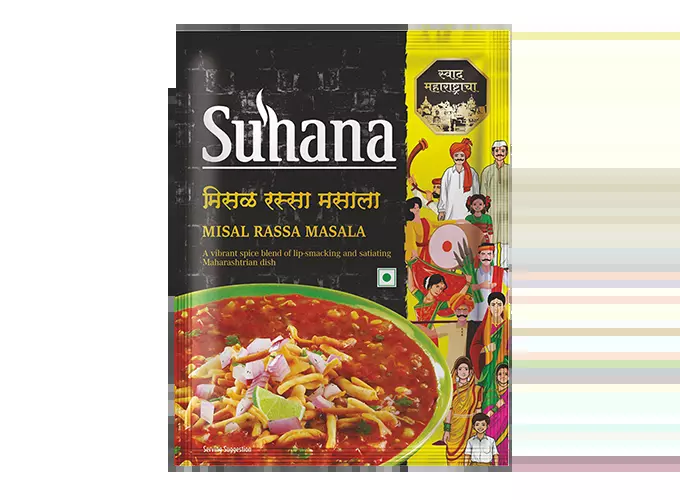 स्वाद
महाराष्ट्राचा
Suhana
मिसळ रस्सा मसाला
MISAL RASSA MASALA
A vibrant spice blend of lip-smacking and satiating
Maharashtrian dish
Serving Suggestion